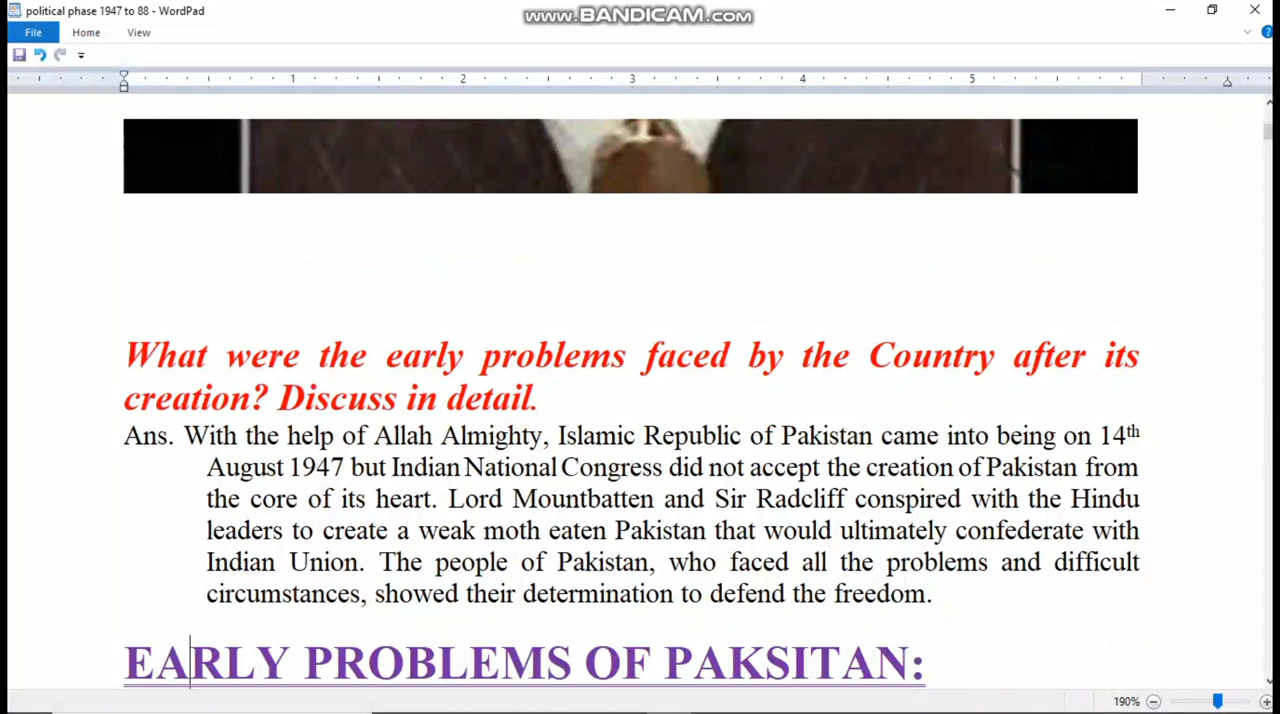 political phase 1947 to 88 - WordPad
www.BANDICAM.com
File Home View
1 2 3 4 5
What were the early problems faced by the Country after its
creation? Discuss in detail.
Ans. With the help of Allah Almighty, Islamic Republic of Pakistan came into being on 14th
August 1947 but Indian National Congress did not accept the creation of Pakistan from
the core of its heart. Lord Mountbatten and Sir Radcliff conspired with the Hindu
leaders to create a weak moth eaten Pakistan that would ultimately confederate with
Indian Union. The people of Pakistan, who faced all the problems and difficult
circumstances, showed their determination to defend the freedom.
EARLY PROBLEMS OF PAKSITAN:
190%